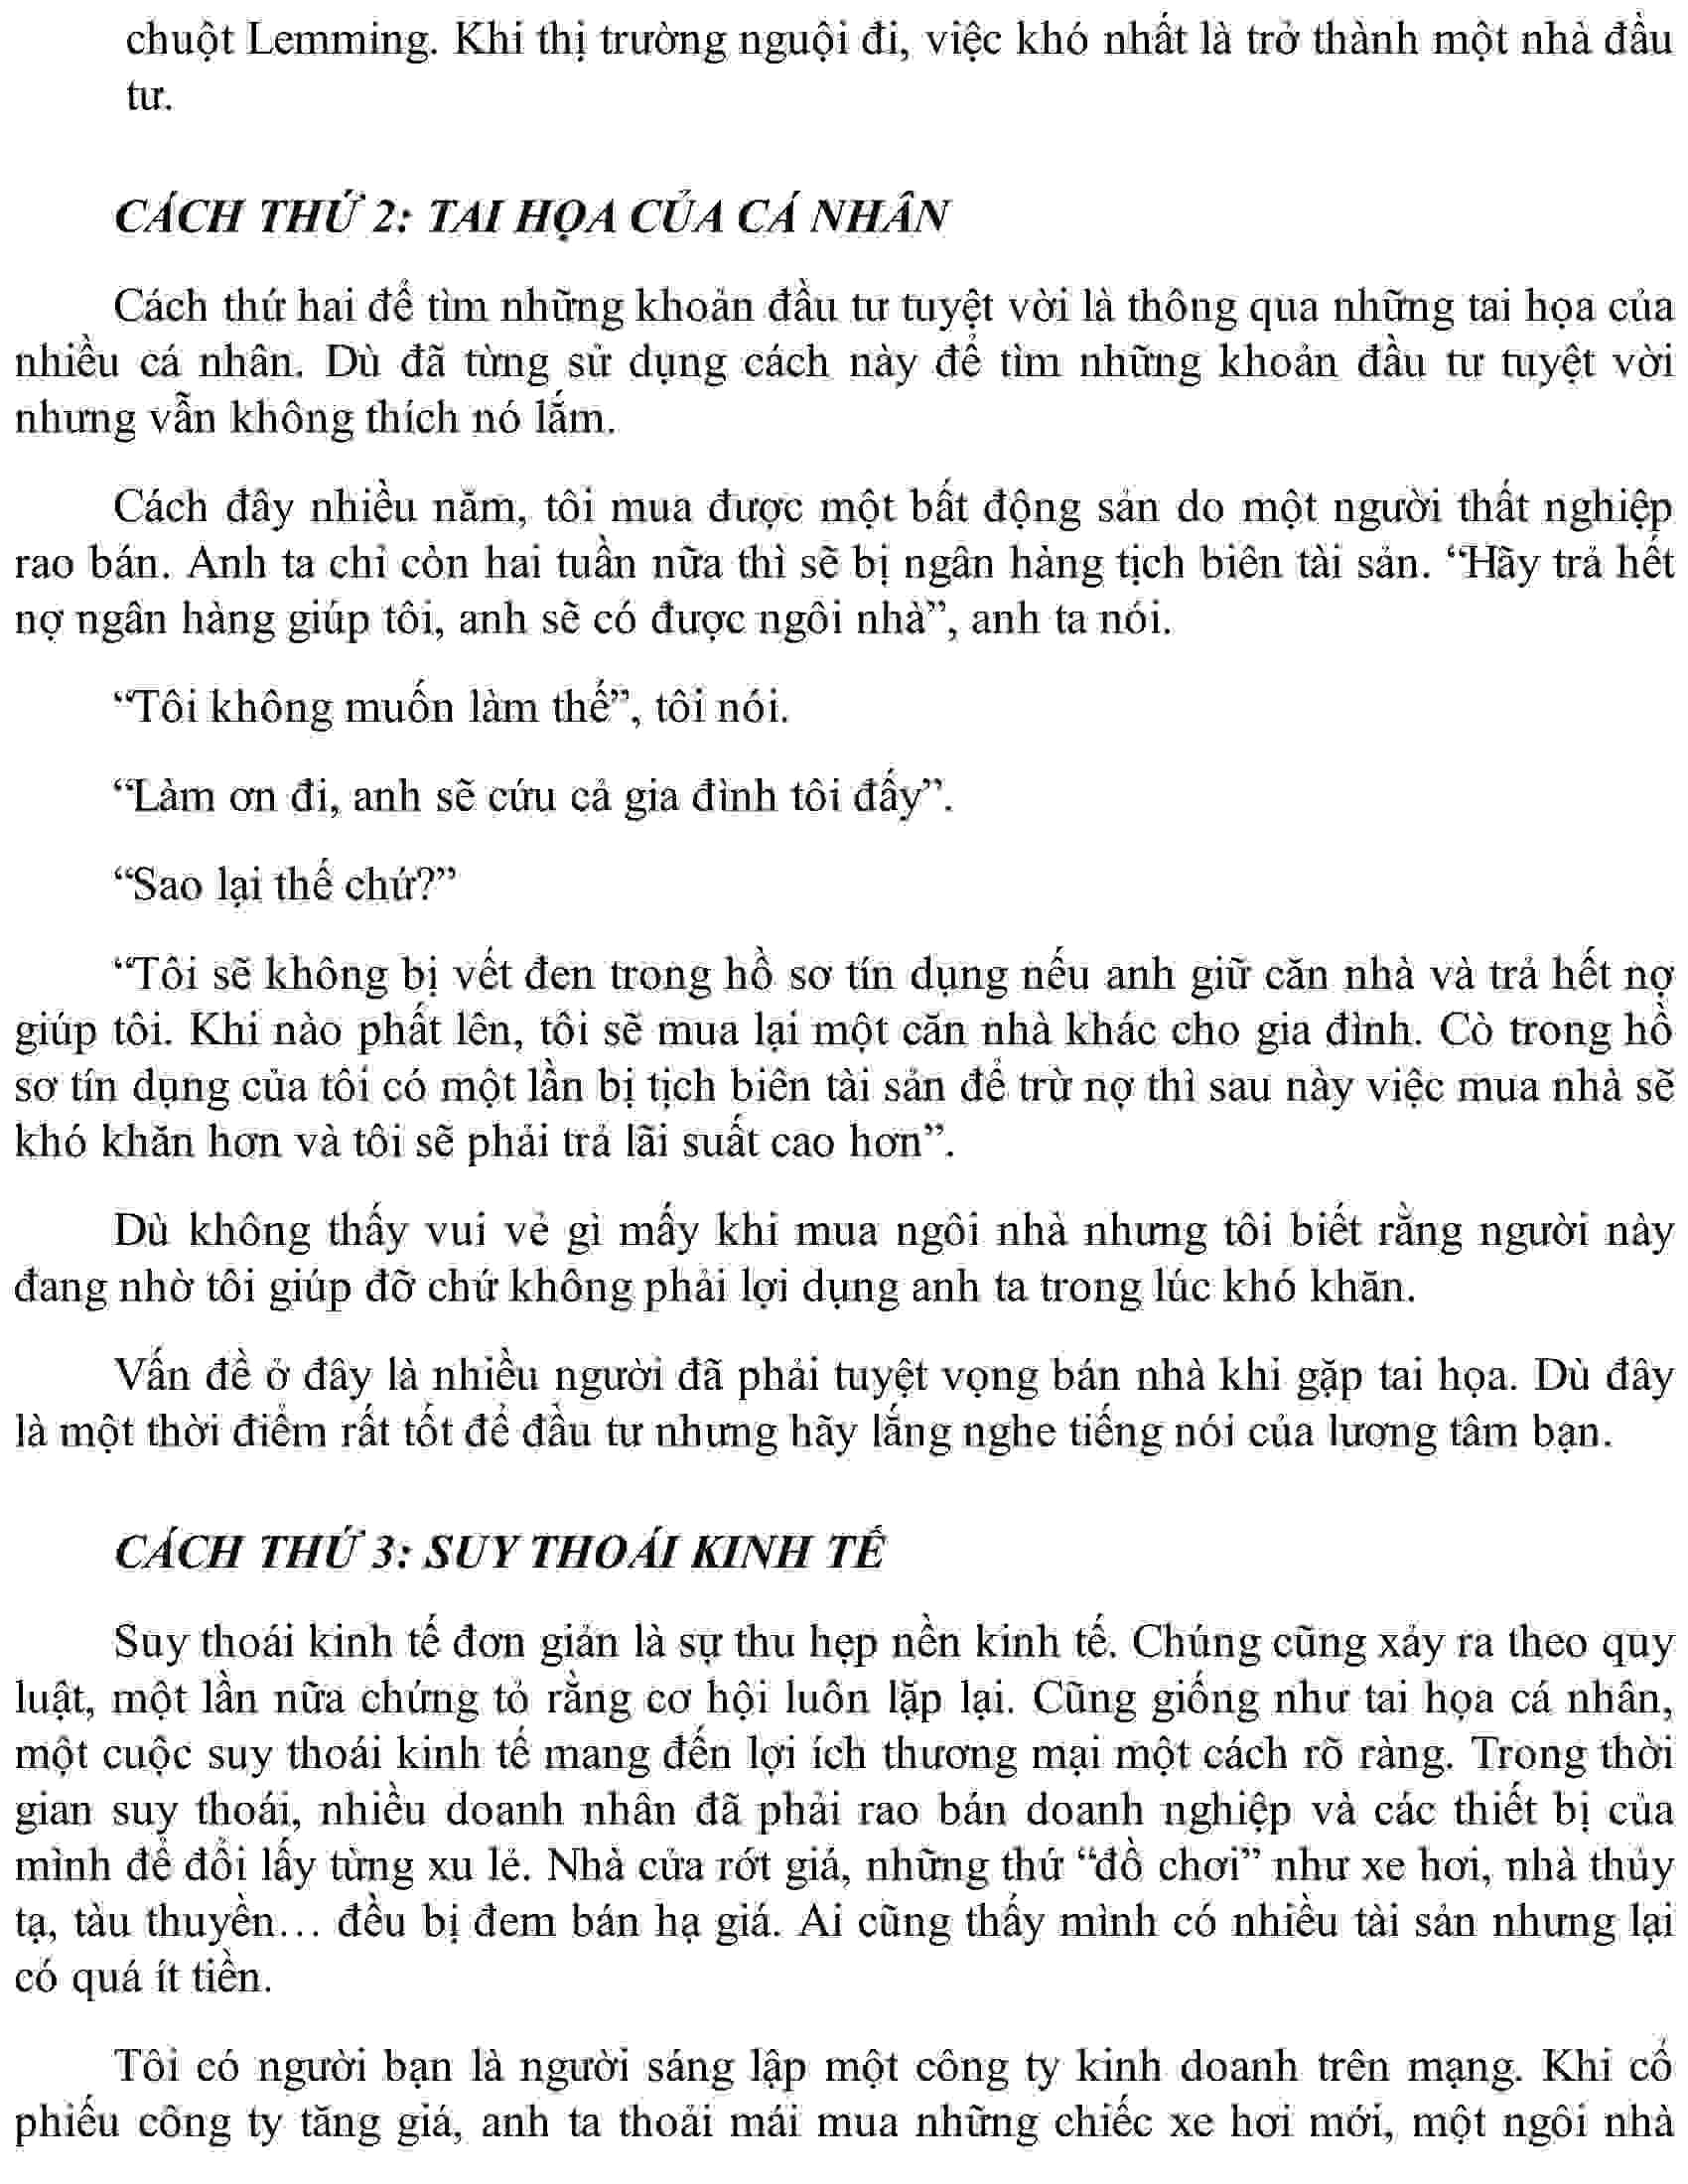 chuột Lemming. Khi thị trường nguội đi, việc khó nhất là trở thành một nhà đầu
tư.
CÁCH THỨ 2: TAI HỌA CỦA CÁ NHÂN
Cách thứ hai để tìm những khoản đầu tư tuyệt vời là thông qua những tai họa của
nhiều cá nhân. Dù đã từng sử dụng cách này để tìm những khoản đầu tư tuyệt vời
nhưng vẫn không thích nó lắm.
Cách đây nhiều năm, tôi mua được một bất động sản do một người thất nghiệp
rao bán. Anh ta chỉ còn hai tuần nữa thì sẽ bị ngân hàng tịch biên tài sản. “Hãy trả hết
nợ ngân hàng giúp tôi, anh sẽ có được ngôi nhà”, anh ta nói.
“Tôi không muốn làm thế”, tôi nói.
“Làm ơn đi, anh sẽ cứu cả gia đình tôi đấy”.
“Sao lại thế chứ?”
“Tôi sẽ không bị vết đen trong hồ sơ tín dụng nếu anh giữ căn nhà và trả hết nợ
giúp tôi. Khi nào phất lên, tôi sẽ mua lại một căn nhà khác cho gia đình. Cò trong hồ
sơ tín dụng của tôi có một lần bị tịch biên tài sản để trừ nợ thì sau này việc mua nhà sẽ
khó khăn hơn và tôi sẽ phải trả lãi suất cao hơn”.
Dù không thấy vui vẻ gì mấy khi mua ngôi nhà nhưng tôi biết rằng người này
đang nhờ tôi giúp đỡ chứ không phải lợi dụng anh ta trong lúc khó khăn.
Vấn đề ở đây là nhiều người đã phải tuyệt vọng bán nhà khi gặp tai họa. Dù đây
là một thời điểm rất tốt để đầu tư nhưng hãy lắng nghe tiếng nói của lương tâm bạn.
CÁCH THỨ 3: SUY THOÁI KINH TẾ
Suy thoái kinh tế đơn giản là sự thu hẹp nền kinh tế. Chúng cũng xảy ra theo quy
luật, một lần nữa chứng tỏ rằng cơ hội luôn lặp lại. Cũng giống như tai họa cá nhân,
một cuộc suy thoái kinh tế mang đến lợi ích thương mại một cách rõ ràng. Trong thời
gian suy thoái, nhiều doanh nhân đã phải rao bán doanh nghiệp và các thiết bị của
mình để đổi lấy từng xu lẻ. Nhà cửa rớt giá, những thứ “đồ chơi” như xe hơi, nhà thủy
tạ, tàu thuyền… đều bị đem bán hạ giá. Ai cũng thấy mình có nhiều tài sản nhưng lại
có quá ít tiền.
Tôi có người bạn là người sáng lập một công ty kinh doanh trên mạng. Khi cổ
phiếu công ty tăng giá, anh ta thoải mái mua những chiếc xe hơi mới, một ngôi nhà